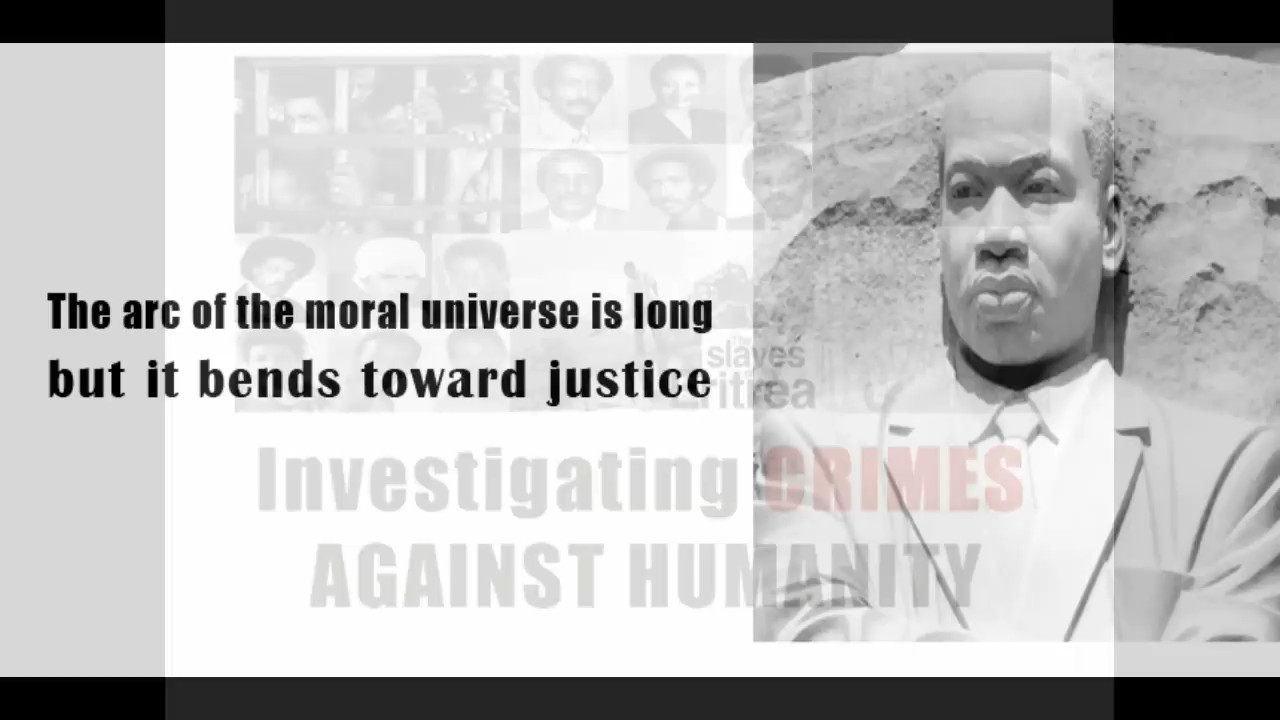 The arc of the moral universe is long
but it bends toward justice
slaves
Eritrea
Investigating CRIMES
AGAINST HUMANITY